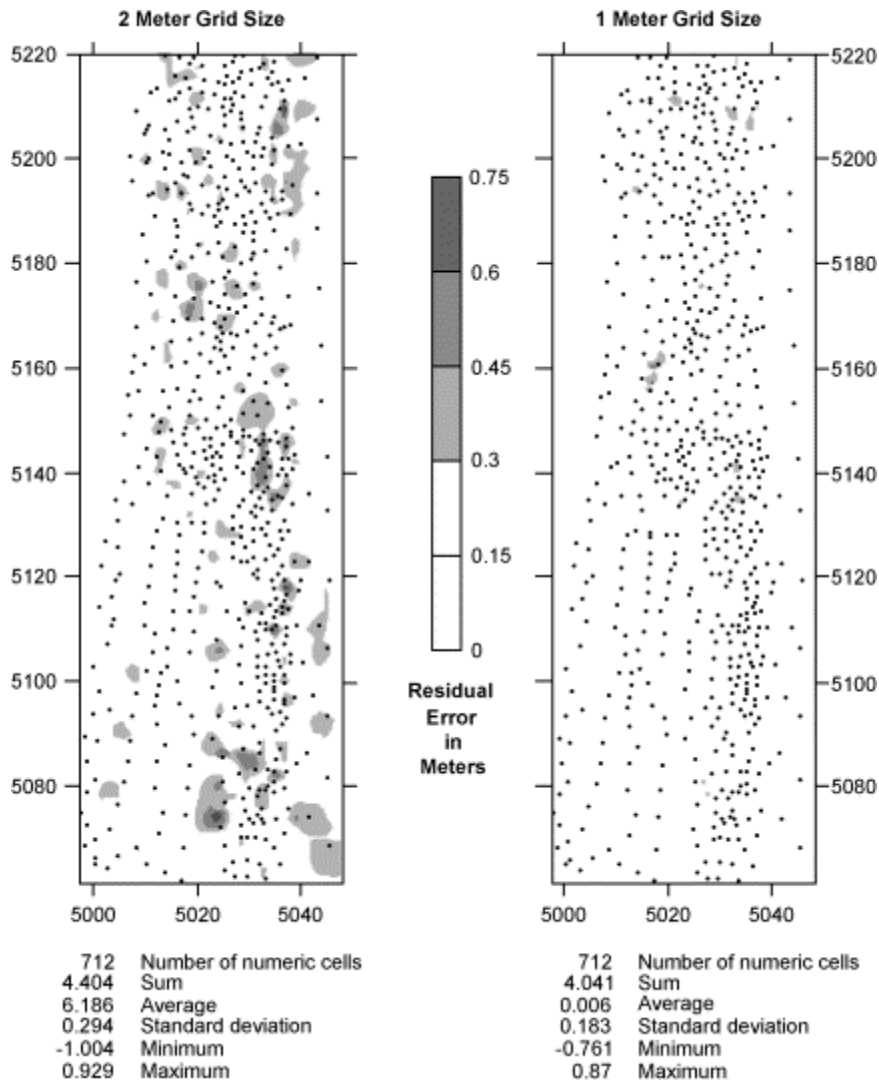 2 Meter Grid Size
5220
5200
5180
5160
5140
5120
5100
5080
5000 5020 5040
712 Number of numeric cells
4.404 Sum
6.186 Average
0.294 Standard deviation
-1.004 Minimum
0.929 Maximum
0.75
0.6
0.45
0.3
0.15
0
Residual
Error
in
Meters
1 Meter Grid Size
5220
5200
5180
5160
5140
5120
5100
5080
5000 5020 5040
712 Number of numeric cells
4.041 Sum
0.006 Average
0.183 Standard deviation
-0.761 Minimum
0.87 Maximum